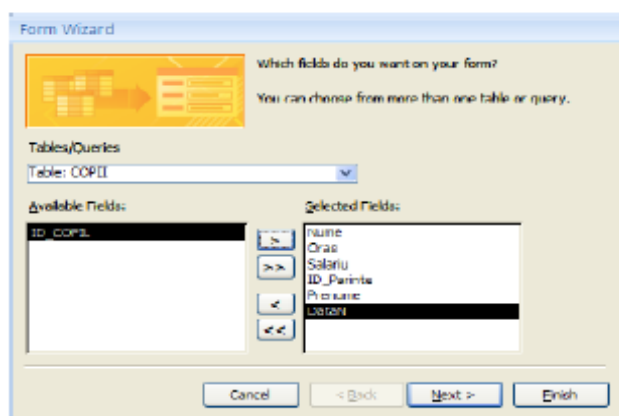 Form Wizard
Which fields do you want on your form?
You can choose from more than one table or query.
Tables/Queries
Table: COPII
Available Fields:
Selected Fields:
ID_COPIL
>
>>
<
<<
Nume
Oras
Salariu
ID_Parinte
Prenume
DataN
Cancel
< Back
Next >
Finish